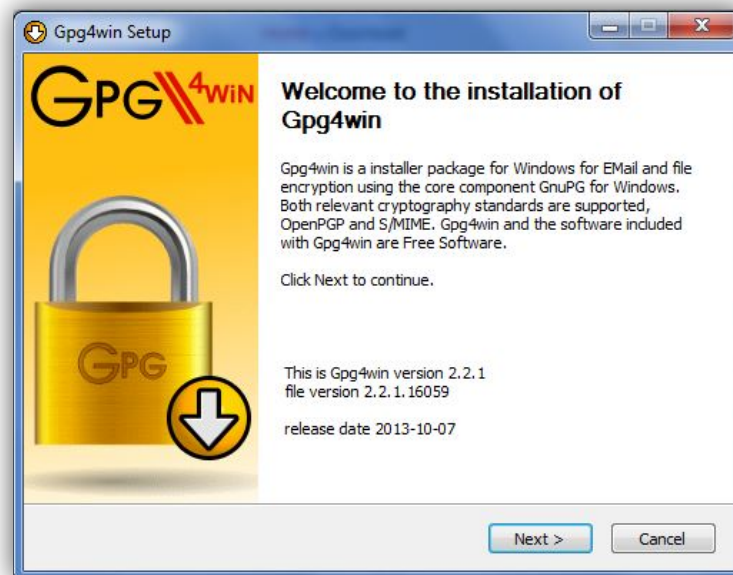 Gpg4win Setup
GPG4WIN
Welcome to the installation of
Gpg4win
Gpg4win is a installer package for Windows for EMail and file
encryption using the core component GnuPG for Windows.
Both relevant cryptography standards are supported,
OpenPGP and S/MIME. Gpg4win and the software included
with Gpg4win are Free Software.
Click Next to continue.
GPG
This is Gpg4win version 2.2.1
file version 2.2.1.16059
release date 2013-10-07
Next >
Cancel